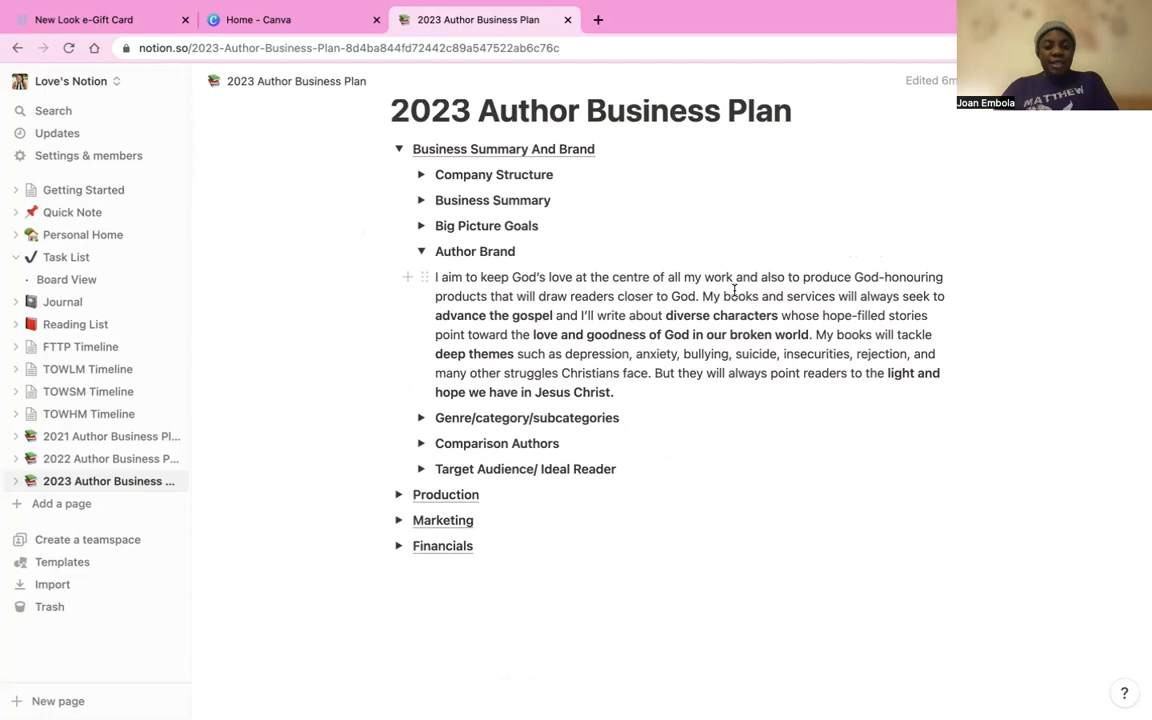 New Look e-Gift Card
Home - Canva
2023 Author Business Plan
notion.so/2023-Author-Business-Plan-8d4ba844fd72442c89a547522ab6c76c
Love's Notion
2023 Author Business Plan
Edited 6m
Joan Embola
MATTHEW
Search
Updates
Settings & members
Getting Started
Quick Note
Personal Home
Task List
Board View
Journal
Reading List
FTTP Timeline
TOWLM Timeline
TOWSM Timeline
TOWHM Timeline
2021 Author Business Pl...
2022 Author Business P...
2023 Author Business ...
Add a page
Create a teamspace
Templates
Import
Trash
New page
2023 Author Business Plan
Business Summary And Brand
Company Structure
Business Summary
Big Picture Goals
Author Brand
I aim to keep God's love at the centre of all my work and also to produce God-honouring
products that will draw readers closer to God. My books and services will always seek to
advance the gospel and I'll write about diverse characters whose hope-filled stories
point toward the love and goodness of God in our broken world. My books will tackle
deep themes such as depression, anxiety, bullying, suicide, insecurities, rejection, and
many other struggles Christians face. But they will always point readers to the light and
hope we have in Jesus Christ.
Genre/category/subcategories
Comparison Authors
Target Audience/ Ideal Reader
Production
Marketing
Financials
?